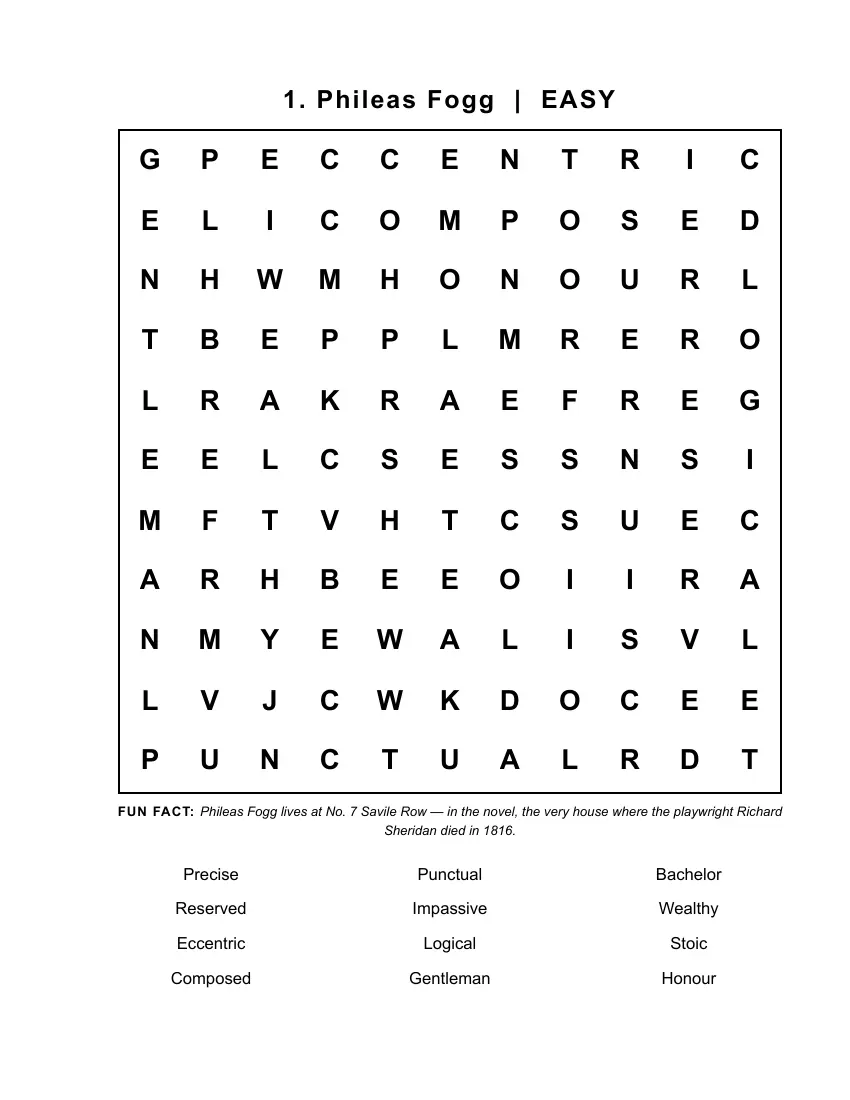 1. Phileas Fogg | EASY
G P E C C E N T R I C
E L I C O M P O S E D
N H W M H O N O U R L
T B E P P L M R E R O
L R A K R A E F R E G
E E L C S E S S N S I
M F T V H T C S U E C
A R H B E E O I I R A
N M Y E W A L I S V L
L V J C W K D O C E E
P U N C T U A L R D T
FUN FACT: Phileas Fogg lives at No. 7 Savile Row — in the novel, the very house where the playwright Richard
Sheridan died in 1816.
Precise Punctual Bachelor
Reserved Impassive Wealthy
Eccentric Logical Stoic
Composed Gentleman Honour